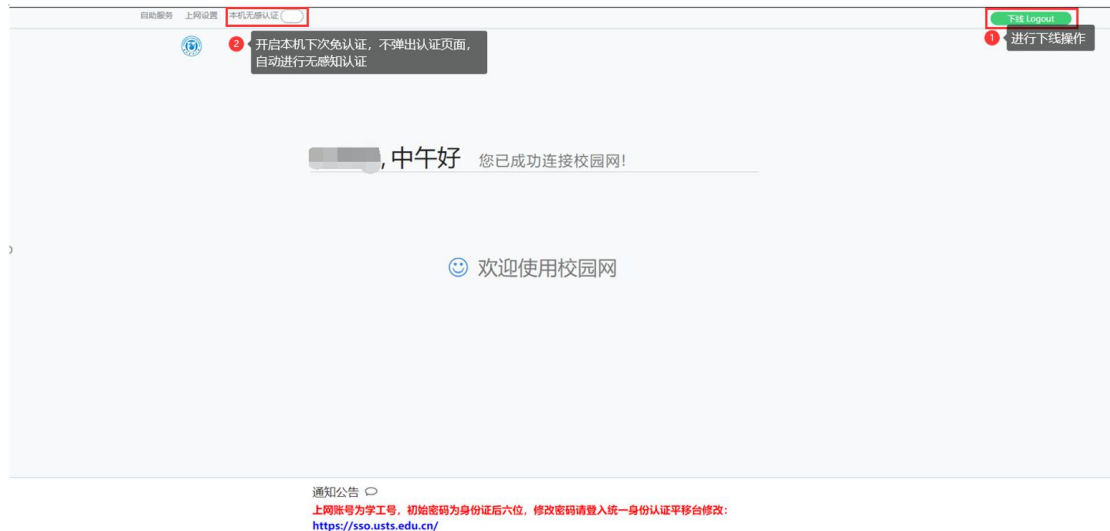 自助服务 上网设置 本机无感认证
下线 Logout
1 进行下线操作
2 开启本机下次免认证，不弹出认证页面，
自动进行无感知认证
,中午好 您已成功连接校园网!
欢迎使用校园网
通知公告
上网账号为学工号，初始密码为身份证后六位，修改密码请登入统一身份认证平移台修改：
https://sso.usts.edu.cn/